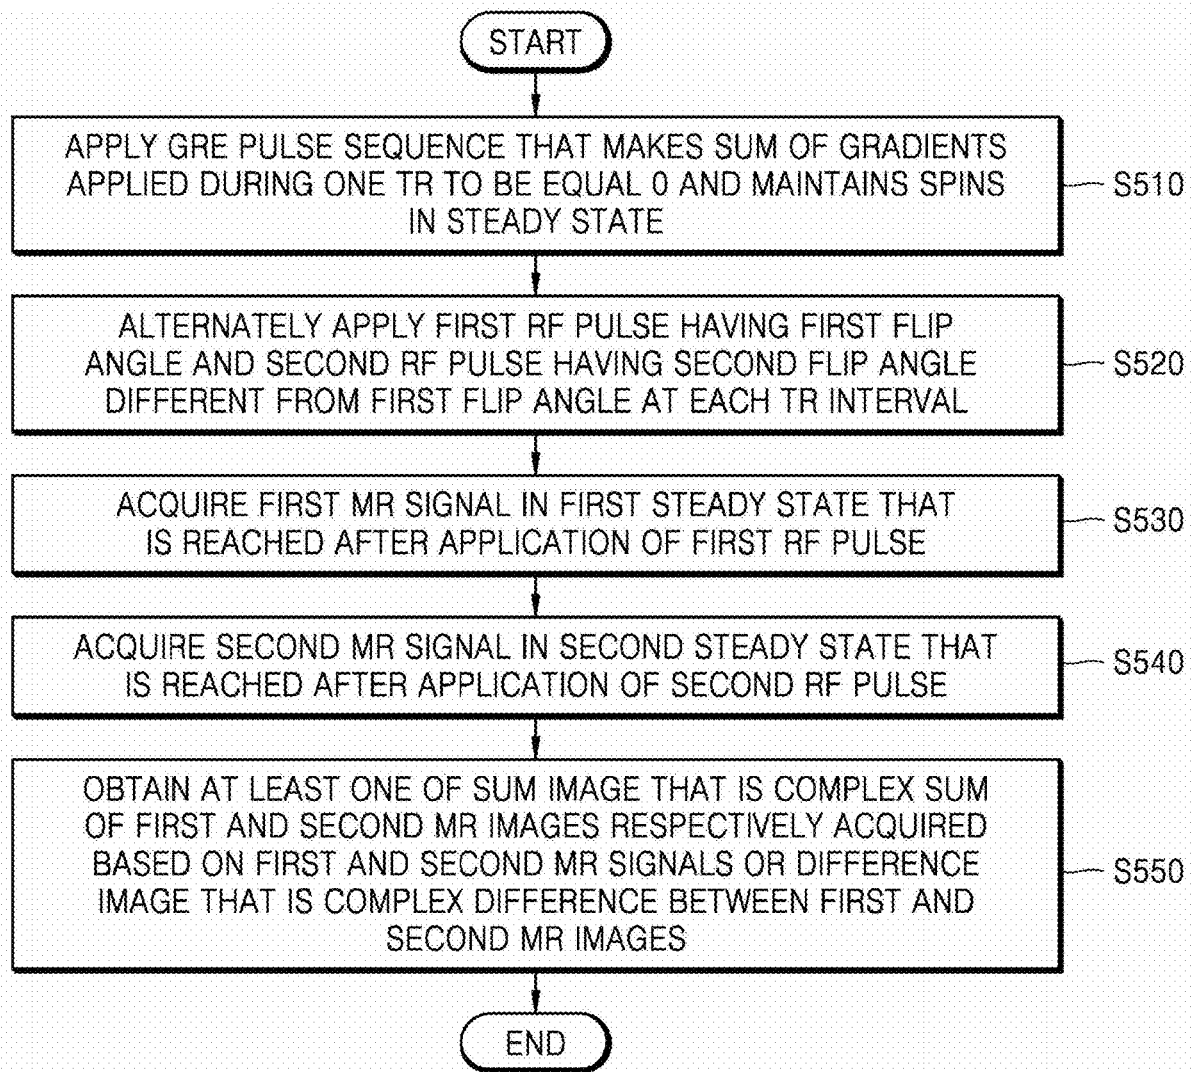 START
APPLY GRE PULSE SEQUENCE THAT MAKES SUM OF GRADIENTS
APPLIED DURING ONE TR TO BE EQUAL 0 AND MAINTAINS SPINS
IN STEADY STATE
S510
ALTERNATELY APPLY FIRST RF PULSE HAVING FIRST FLIP
ANGLE AND SECOND RF PULSE HAVING SECOND FLIP ANGLE
DIFFERENT FROM FIRST FLIP ANGLE AT EACH TR INTERVAL
S520
ACQUIRE FIRST MR SIGNAL IN FIRST STEADY STATE THAT
IS REACHED AFTER APPLICATION OF FIRST RF PULSE
S530
ACQUIRE SECOND MR SIGNAL IN SECOND STEADY STATE THAT
IS REACHED AFTER APPLICATION OF SECOND RF PULSE
S540
OBTAIN AT LEAST ONE OF SUM IMAGE THAT IS COMPLEX SUM
OF FIRST AND SECOND MR IMAGES RESPECTIVELY ACQUIRED
BASED ON FIRST AND SECOND MR SIGNALS OR DIFFERENCE
IMAGE THAT IS COMPLEX DIFFERENCE BETWEEN FIRST AND
SECOND MR IMAGES
S550
END